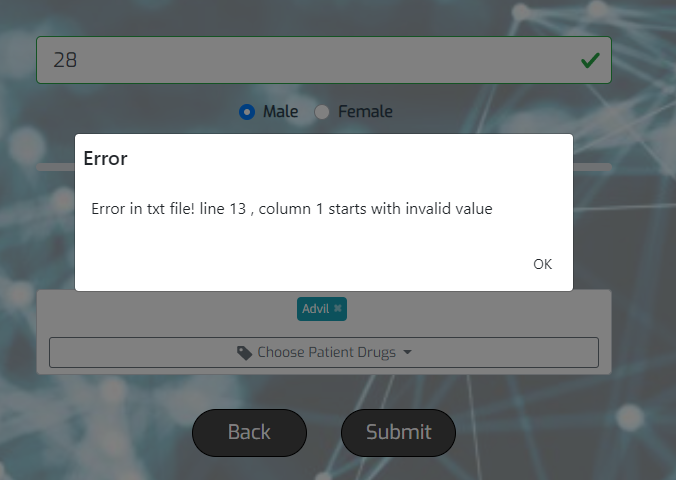 28
Male Female
Error
Error in txt file! line 13 , column 1 starts with invalid value
OK
Advil ✖
Choose Patient Drugs
Back Submit